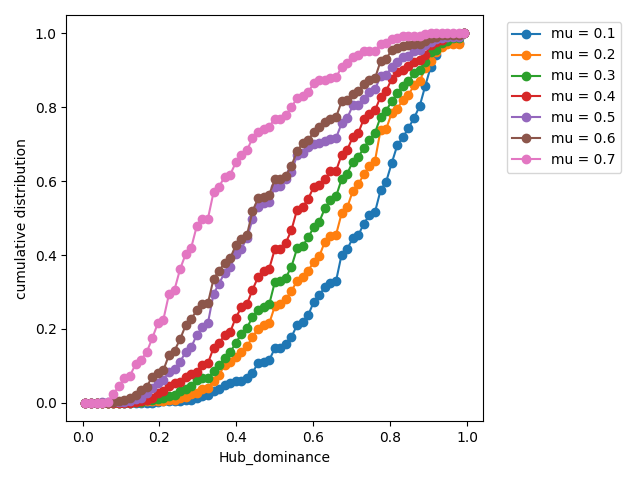 1.0
0.8
0.6
0.4
0.2
0.0
cumulative distribution
0.0 0.2 0.4 0.6 0.8 1.0
Hub_dominance
mu = 0.1
mu = 0.2
mu = 0.3
mu = 0.4
mu = 0.5
mu = 0.6
mu = 0.7